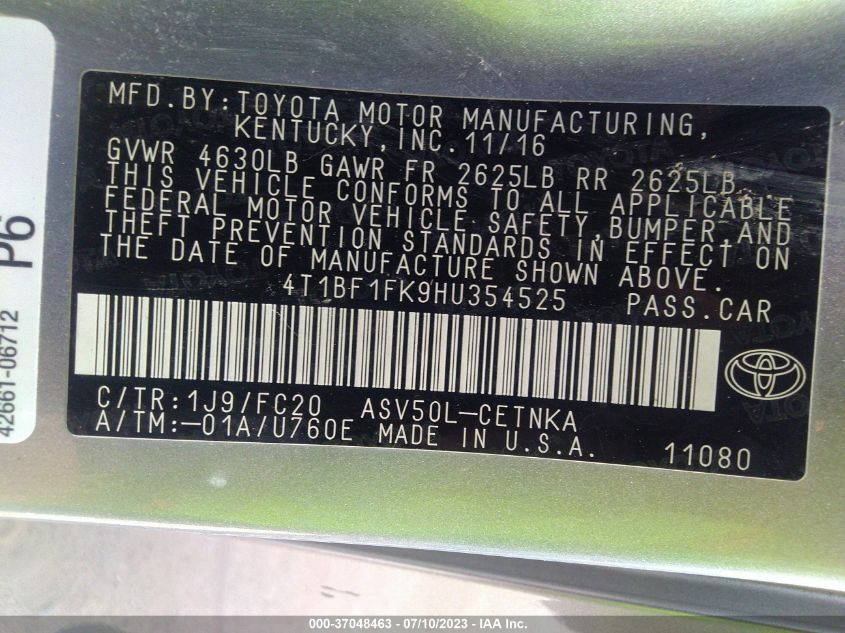 MFD.BY:TOYOTA MOTOR MANUFACTURING,
KENTUCKY,INC.11/16
GVWR 4630LB GAWR FR 2625LB RR 2625LB
THIS VEHICLE CONFORMS TO ALL APPLICABLE
FEDERAL MOTOR VEHICLE SAFETY,BUMPER,AND
THEFT PREVENTION STANDARDS IN EFFECT ON
THE DATE OF MANUFACTURE SHOWN ABOVE.
4T1BF1FK9HU354525 PASS.CAR
C/TR:1J9/FC20 ASV50L-CETNKA
A/TM:-01A/U760E MADE IN U.S.A. 11080
P6
42661-06712
000-37048463 - 07/10/2023 - IAA Inc.